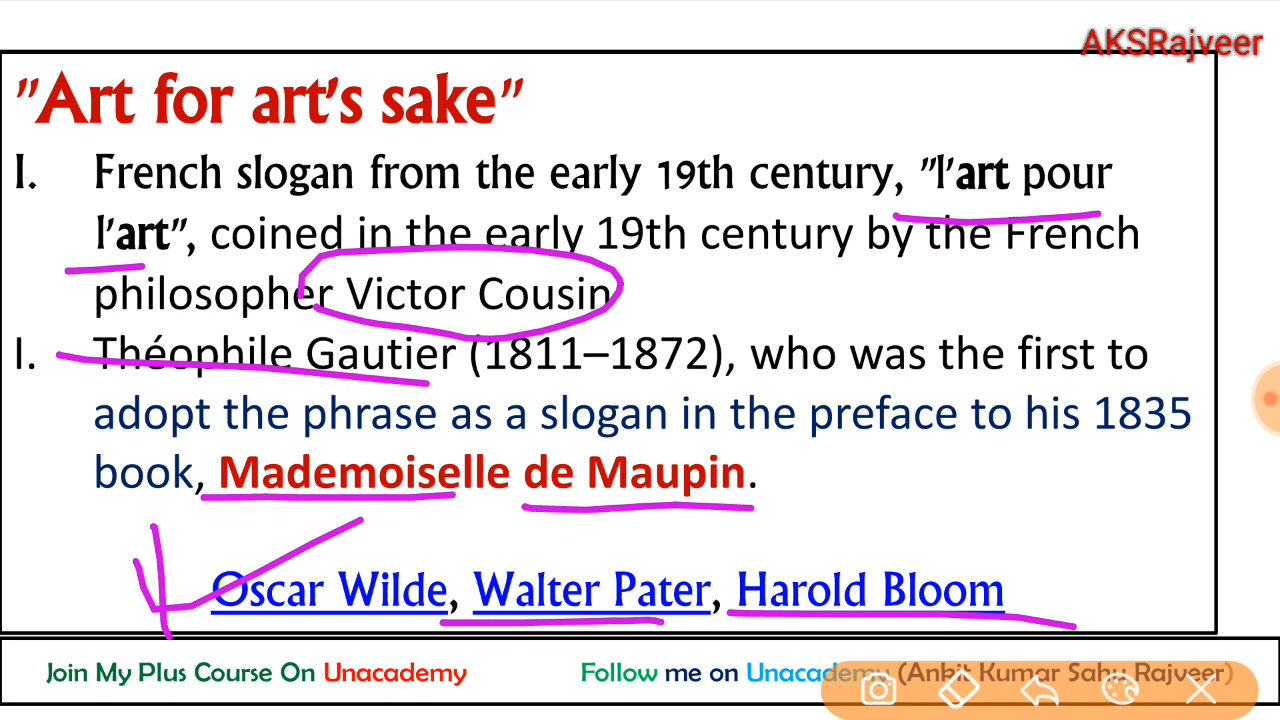 AKSRajveer
"Art for art's sake"
I. French slogan from the early 19th century, "l'art pour
l'art", coined in the early 19th century by the French
philosopher Victor Cousin
I. Théophile Gautier (1811–1872), who was the first to
adopt the phrase as a slogan in the preface to his 1835
book, Mademoiselle de Maupin.
Oscar Wilde, Walter Pater, Harold Bloom
Join My Plus Course On Unacademy Follow me on Unacademy (Ankit Kumar Sahu Rajveer)